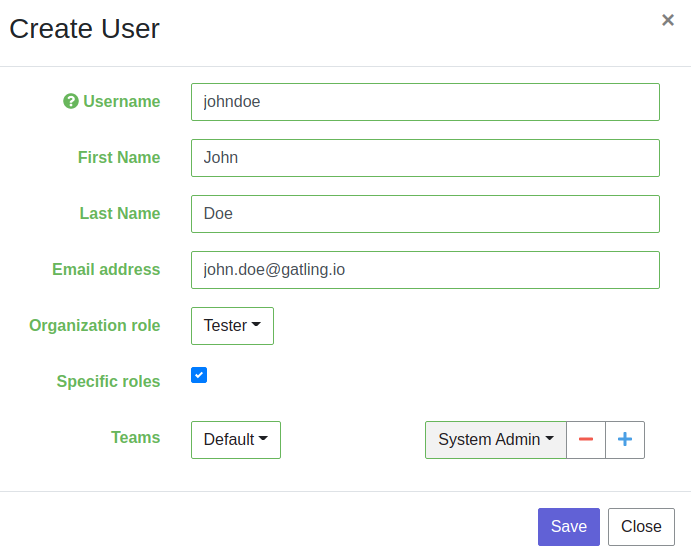 Create User
×
? Username johndoe
First Name John
Last Name Doe
Email address john.doe@gatling.io
Organization role Tester
Specific roles
Teams Default System Admin
Save Close